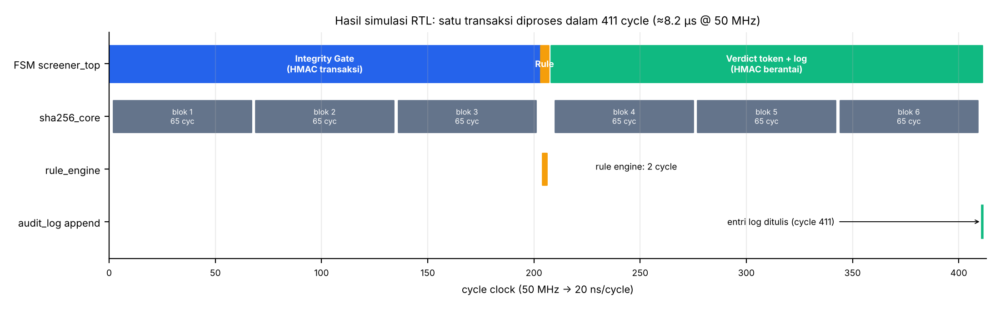 Hasil simulasi RTL: satu transaksi diproses dalam 411 cycle (≈8.2 µs @ 50 MHz)
FSM screener_top
Integrity Gate
(HMAC transaksi)
Rule
Verdict token + log
(HMAC berantai)
sha256_core
blok 1
65 cyc
blok 2
65 cyc
blok 3
65 cyc
blok 4
65 cyc
blok 5
65 cyc
blok 6
65 cyc
rule_engine
rule engine: 2 cycle
audit_log append
entri log ditulis (cycle 411)
0 50 100 150 200 250 300 350 400
cycle clock (50 MHz → 20 ns/cycle)